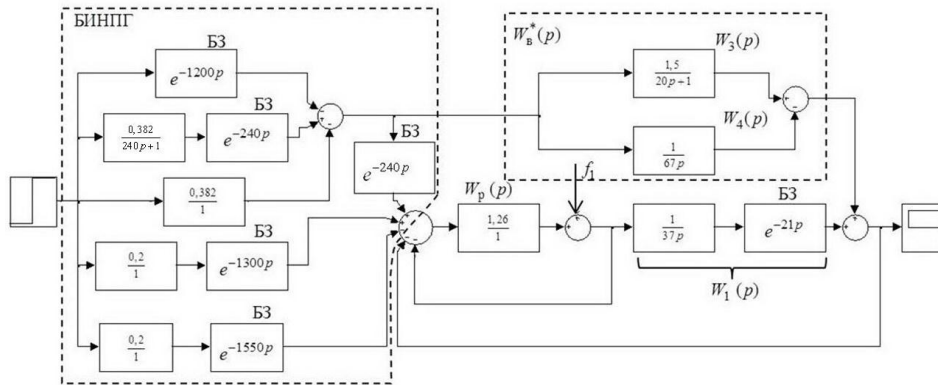 БИНПГ
БЗ
e^{-1200p}
0,382
240p+1
БЗ
e^{-240p}
0,382
1
БЗ
e^{-240p}
0,2
1
БЗ
e^{-1300p}
0,2
1
БЗ
e^{-1550p}
W_в^*(p)
W_3(p)
1,5
20p+1
W_4(p)
1
67p
W_p(p)
1,26
1
f_1
1
37p
БЗ
e^{-21p}
W_1(p)